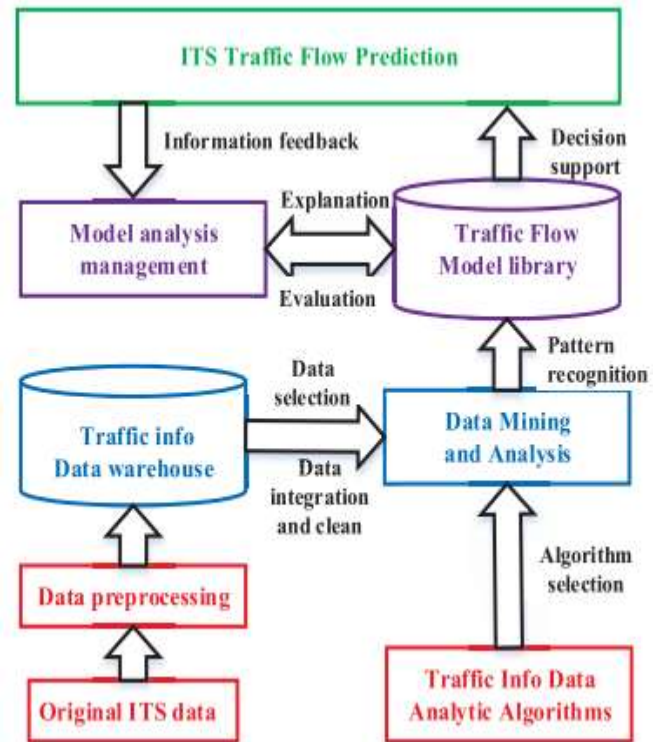 ITS Traffic Flow Prediction
Information feedback
Decision
support
Model analysis
management
Explanation
Evaluation
Traffic Flow
Model library
Pattern
recognition
Traffic info
Data warehouse
Data
selection
Data
integration
and clean
Data Mining
and Analysis
Data preprocessing
Algorithm
selection
Original ITS data
Traffic Info Data
Analytic Algorithms